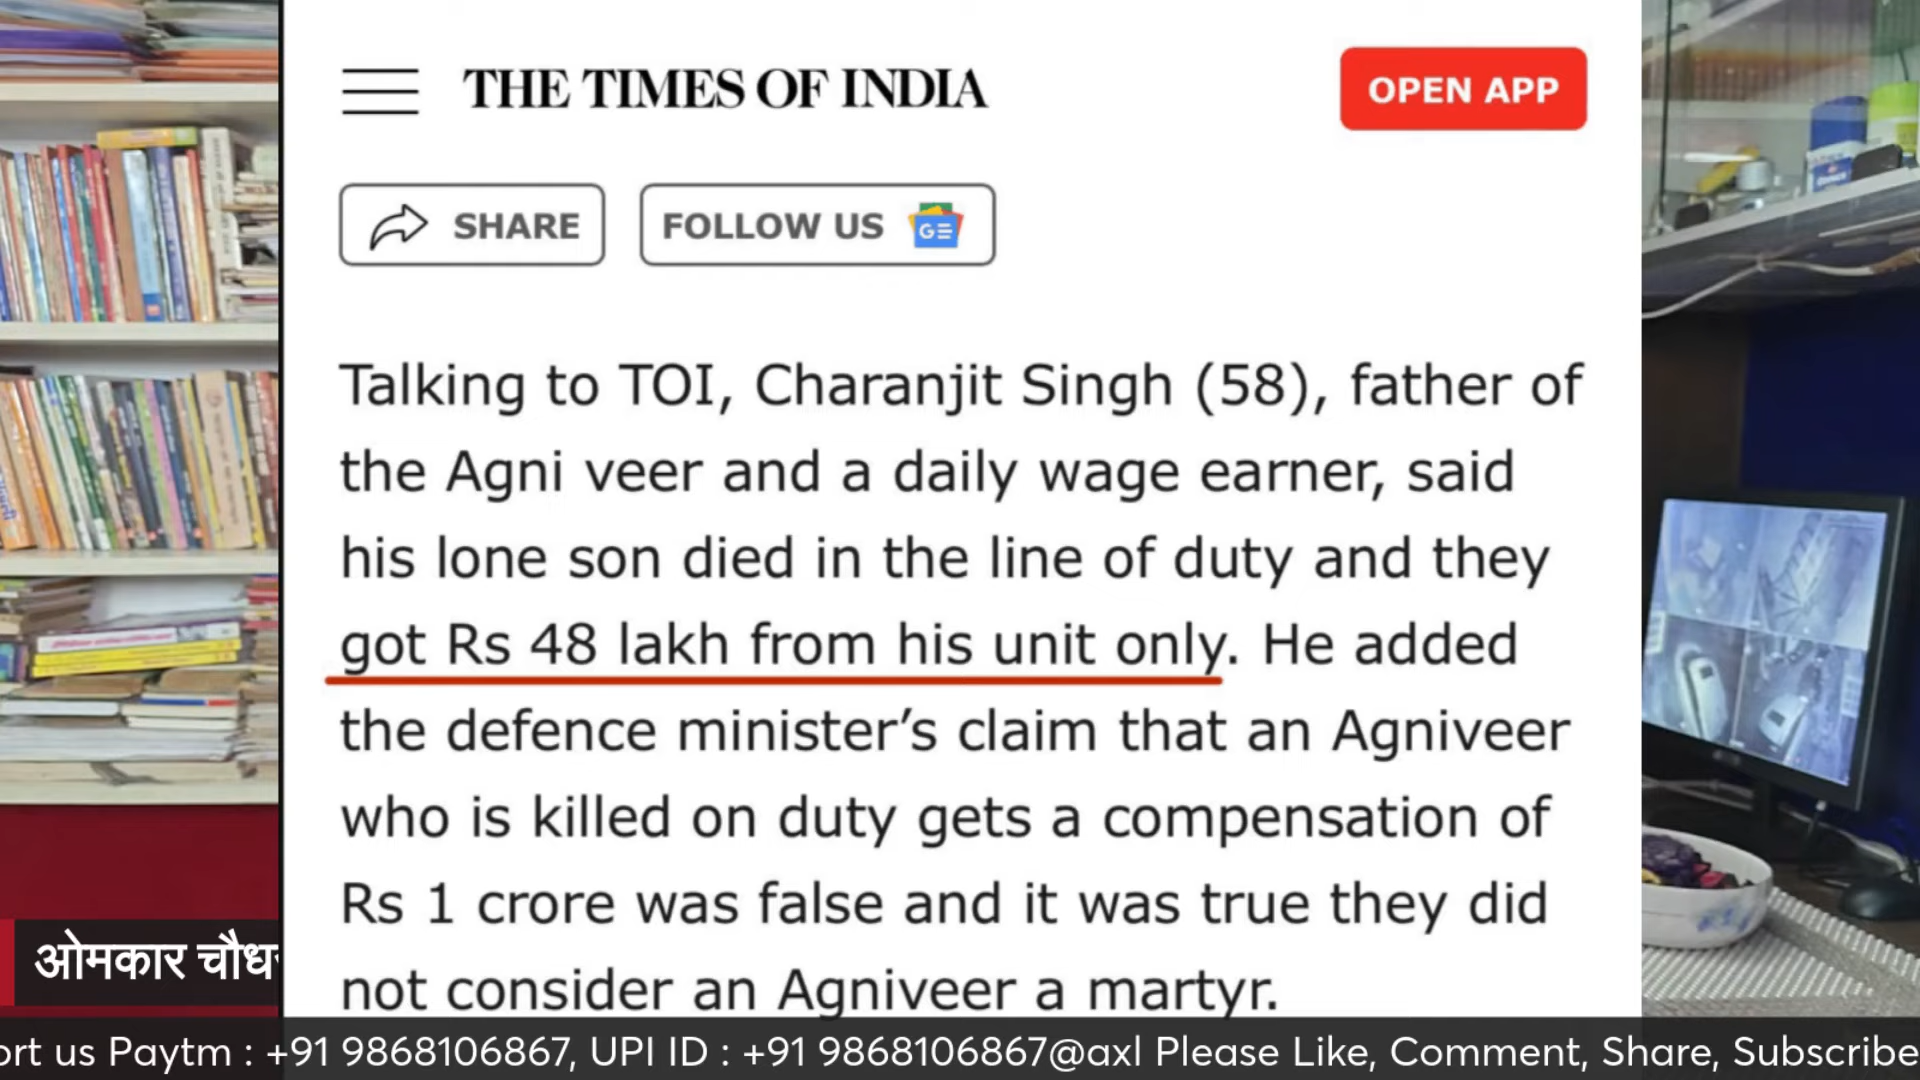 THE TIMES OF INDIA
OPEN APP
SHARE
FOLLOW US
Talking to TOI, Charanjit Singh (58), father of
the Agni veer and a daily wage earner, said
his lone son died in the line of duty and they
got Rs 48 lakh from his unit only. He added
the defence minister’s claim that an Agniveer
who is killed on duty gets a compensation of
Rs 1 crore was false and it was true they did
not consider an Agniveer a martyr.
ओमकार
us Paytm : +91 9868106867, UPI ID : +91 9868106867@axl Please Like, Comment, Share, Subscribe